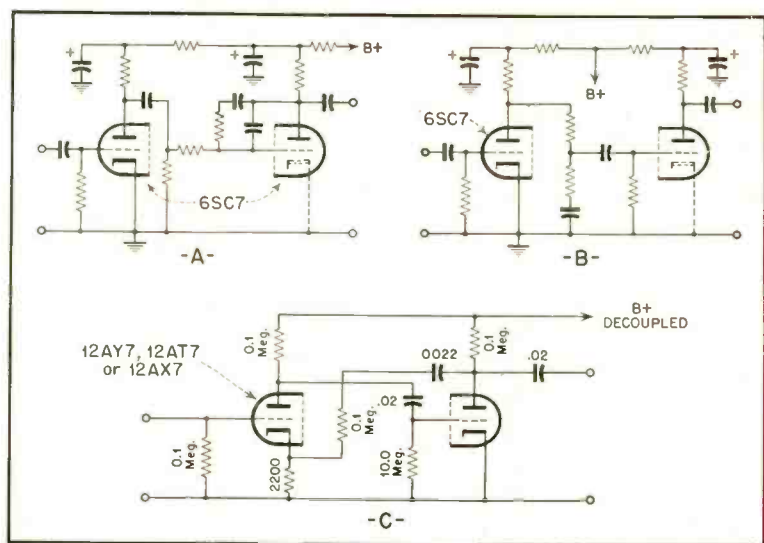 +
+
B+
6SC7
-A-
+
+
B+
6SC7
-B-
B+
DECOUPLED
12AY7, 12AT7
or 12AX7
0.1
Meg.
0.1
Meg.
.0022
.02
.02
0.1
Meg.
0.1
Meg.
2200
10.0
Meg.
-C-